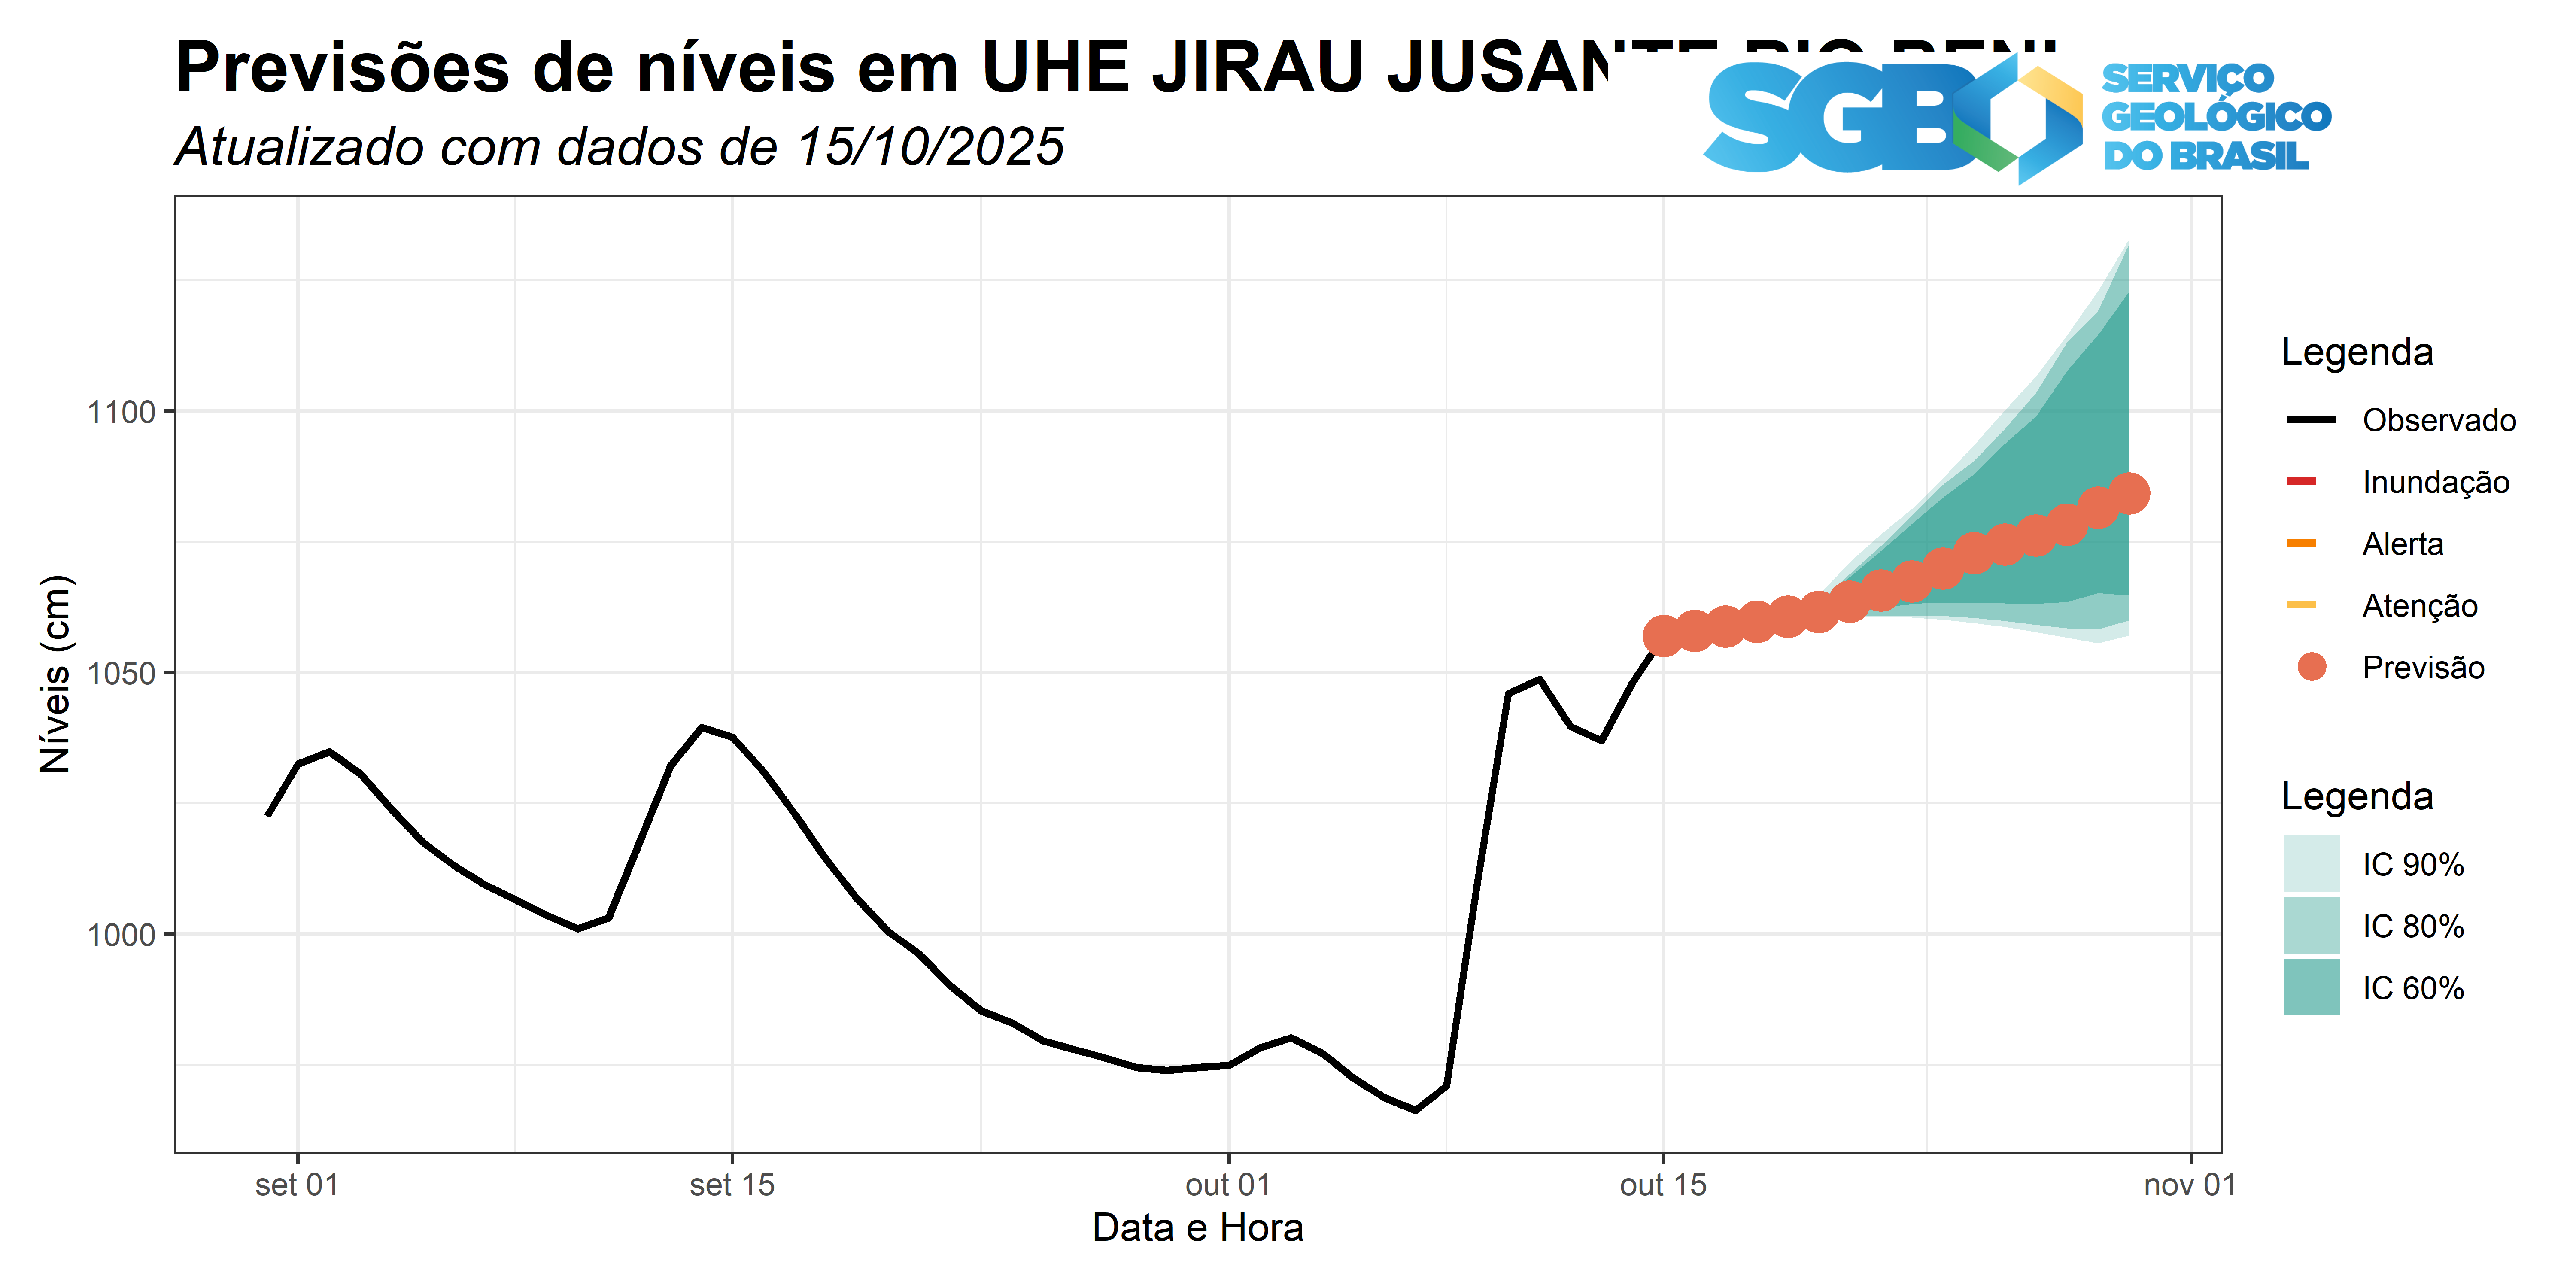 Previsões de níveis em UHE JIRAU JUSANTE RIO BENI
Atualizado com dados de 15/10/2025
SGB
SERVIÇO
GEOLÓGICO
DO BRASIL
Níveis (cm)
1100
1050
1000
set 01
set 15
out 01
out 15
nov 01
Data e Hora
Legenda
Observado
Inundação
Alerta
Atenção
Previsão
Legenda
IC 90%
IC 80%
IC 60%